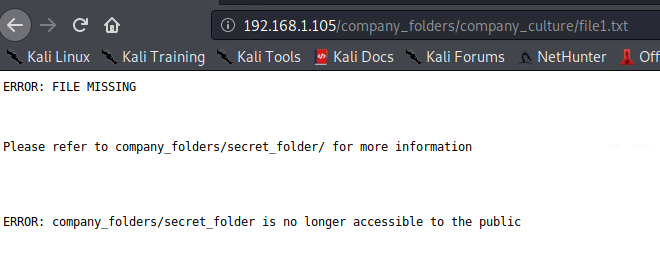 192.168.1.105/company_folders/company_culture/file1.txt
Kali Linux Kali Training Kali Tools Kali Docs Kali Forums NetHunter Off
ERROR: FILE MISSING
Please refer to company_folders/secret_folder/ for more information
ERROR: company_folders/secret_folder is no longer accessible to the public